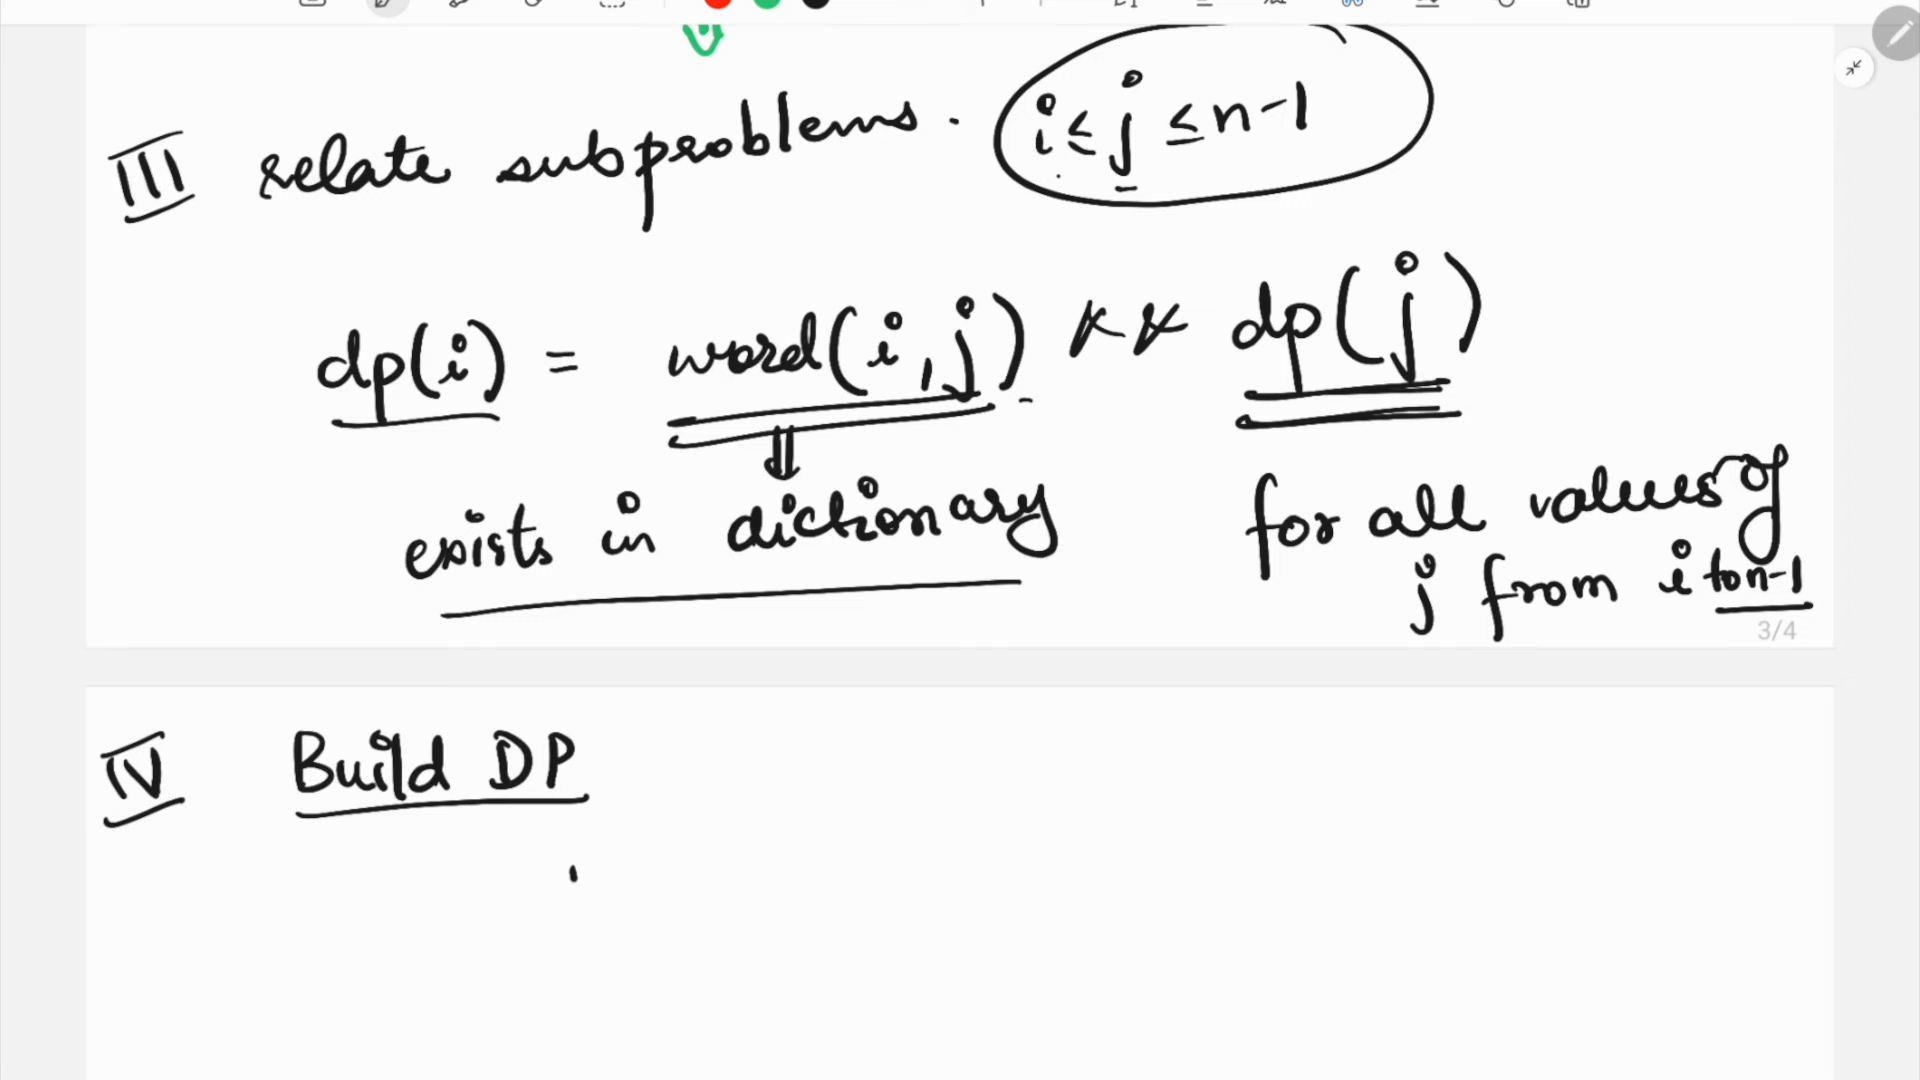 III relate subproblems. i ≤ j ≤ n-1
dp(i) = word(i,j) && dp(j)
exists in dictionary for all values of
j from i to n-1
3/4
IV Build DP